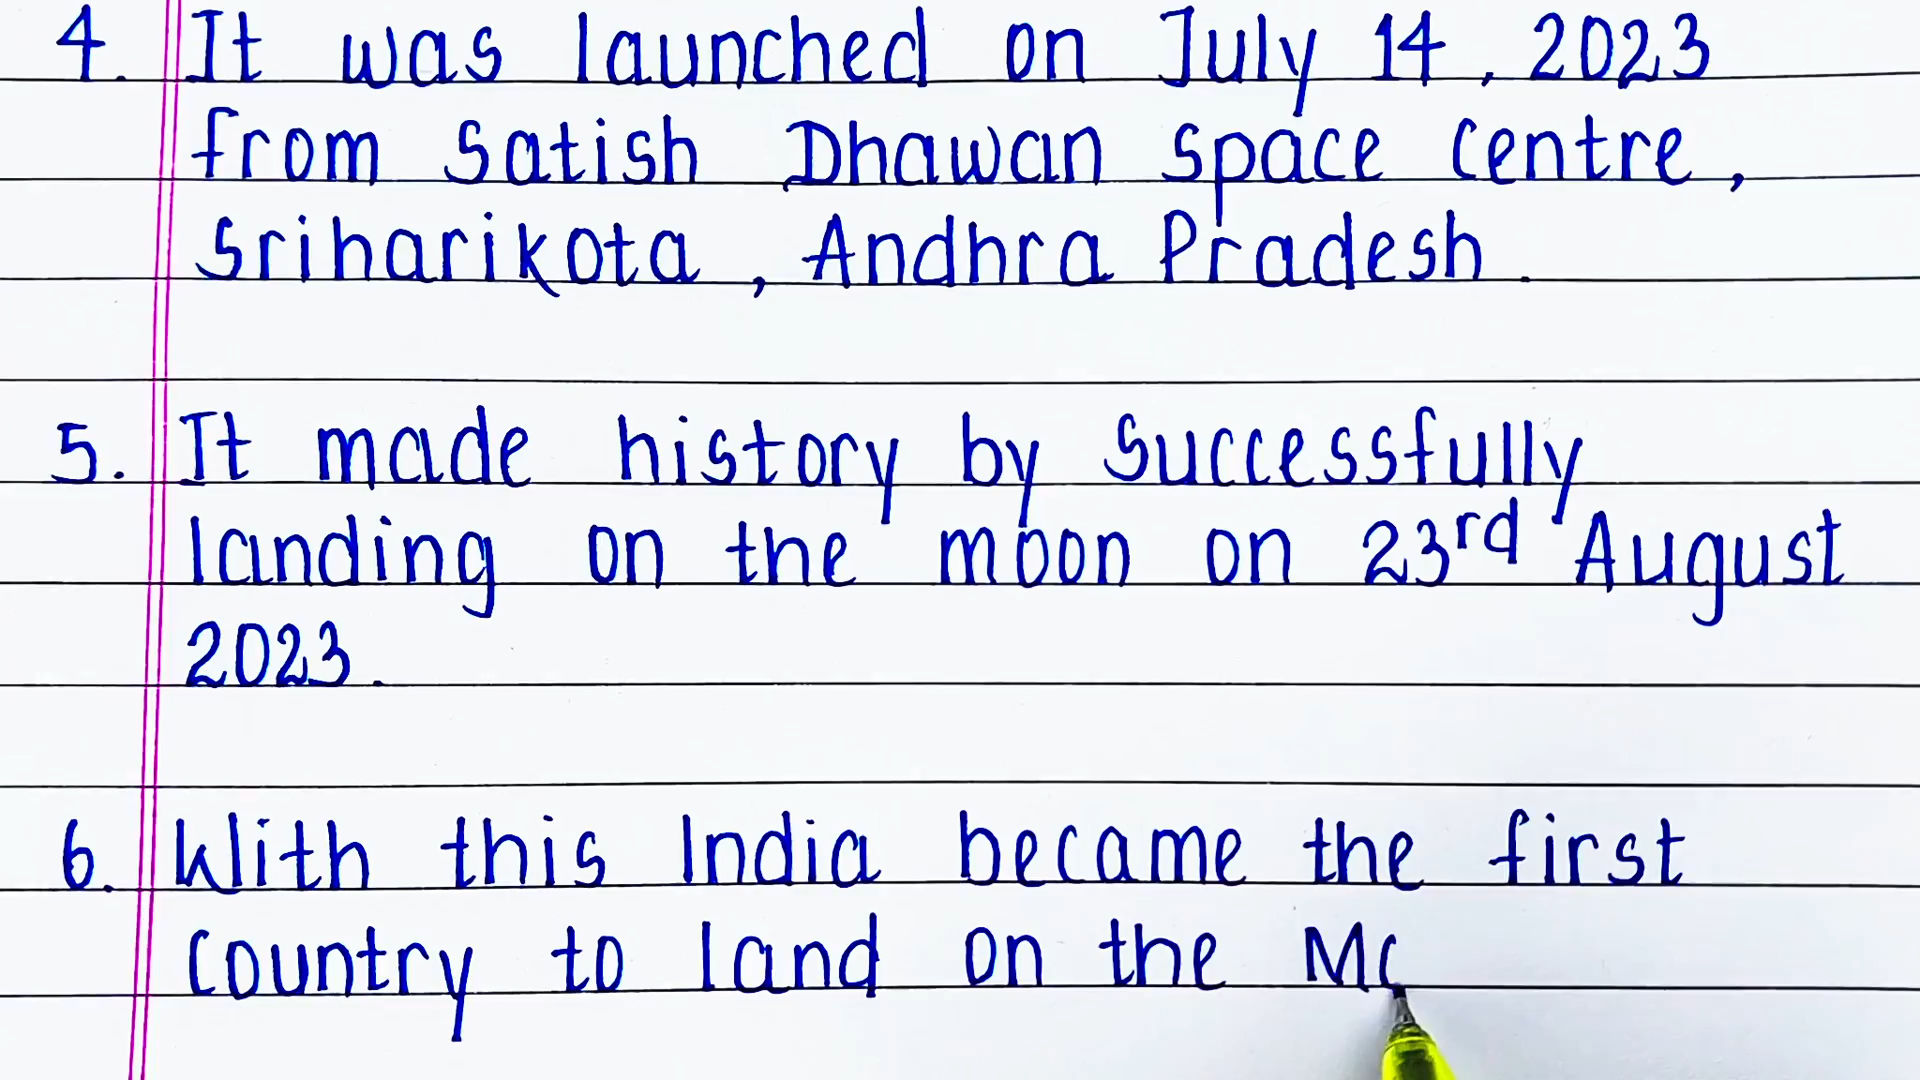 4. It was launched on July 14, 2023
from Satish Dhawan space centre,
Sriharikota, Andhra Pradesh.
5. It made history by successfully
landing on the moon on 23rd August
2023.
6. With this India became the first
country to land on the